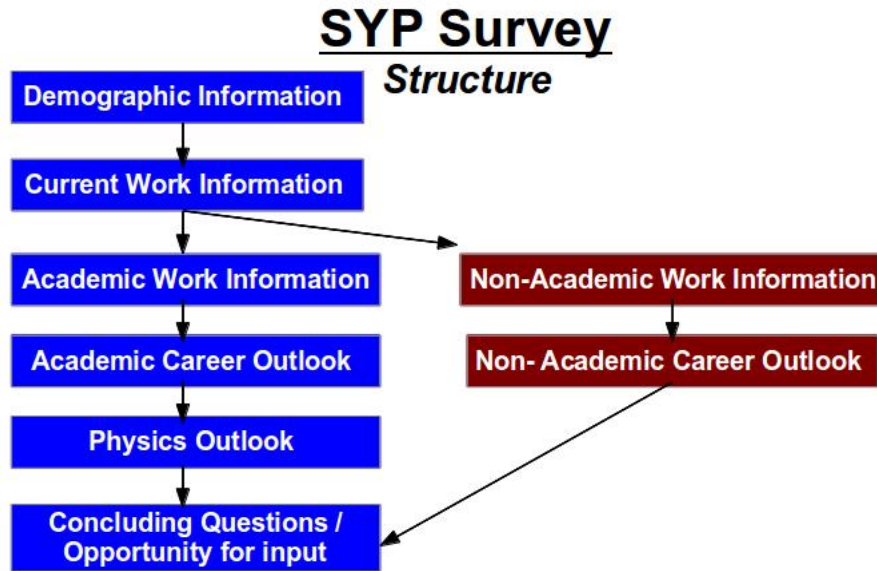 SYP Survey
Structure
Demographic Information
Current Work Information
Academic Work Information
Non-Academic Work Information
Academic Career Outlook
Non- Academic Career Outlook
Physics Outlook
Concluding Questions /
Opportunity for input